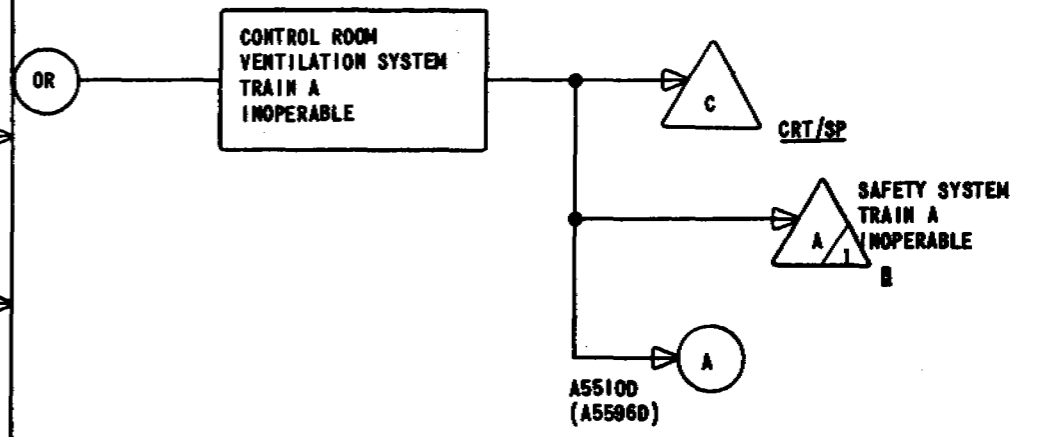 OR
CONTROL ROOM
VENTILATION SYSTEM
TRAIN A
INOPERABLE
C
CRT/SP
SAFETY SYSTEM
TRAIN A
INOPERABLE
A
1
A
A5510D
(A5596D)